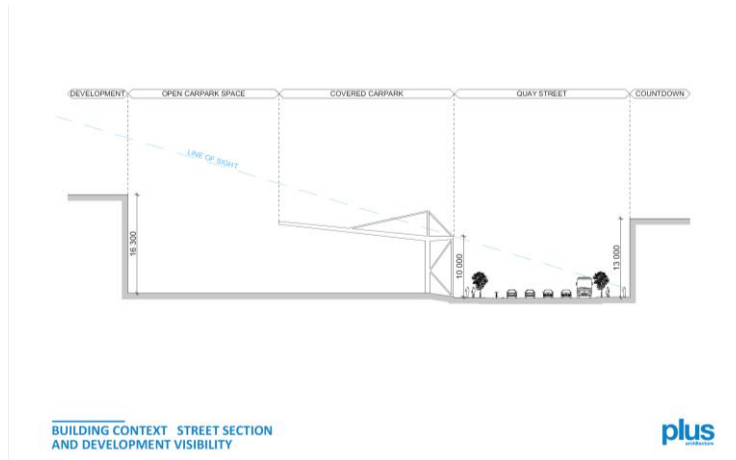 DEVELOPMENT OPEN CARPARK SPACE COVERED CARPARK QUAY STREET COUNTDOWN
LINE OF SIGHT
16 300
10 000
13 000
BUILDING CONTEXT STREET SECTION
AND DEVELOPMENT VISIBILITY
plus
architecture